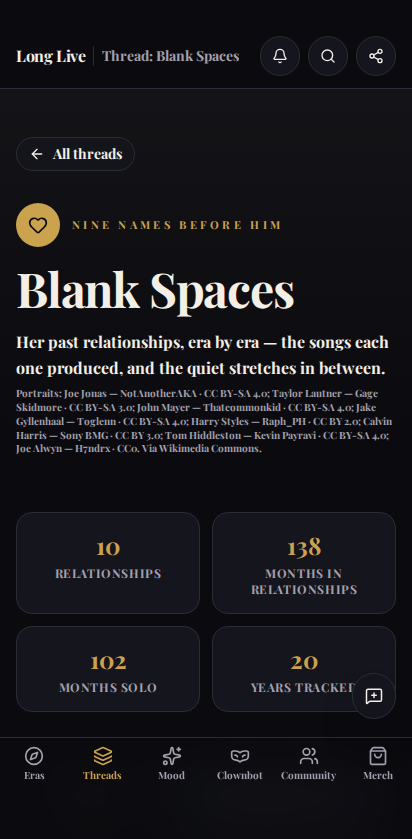 Long Live
Thread: Blank Spaces
All threads
NINE NAMES BEFORE HIM
Blank Spaces
Her past relationships, era by era — the songs each
one produced, and the quiet stretches in between.
Portraits: Joe Jonas — NotAnotherAKA · CC BY-SA 4.0; Taylor Lautner — Gage
Skidmore · CC BY-SA 3.0; John Mayer — Thatcommonkid · CC BY-SA 4.0; Jake
Gyllenhaal — Toglenn · CC BY-SA 4.0; Harry Styles — Raph_PH · CC BY 2.0; Calvin
Harris — Sony BMG · CC BY 3.0; Tom Hiddleston — Kevin Payravi · CC BY-SA 4.0;
Joe Alwyn — H7ndrx · CC0. Via Wikimedia Commons.
10
RELATIONSHIPS
138
MONTHS IN
RELATIONSHIPS
102
MONTHS SOLO
20
YEARS TRACKED
Eras
Threads
Mood
Clownbot
Community
Merch